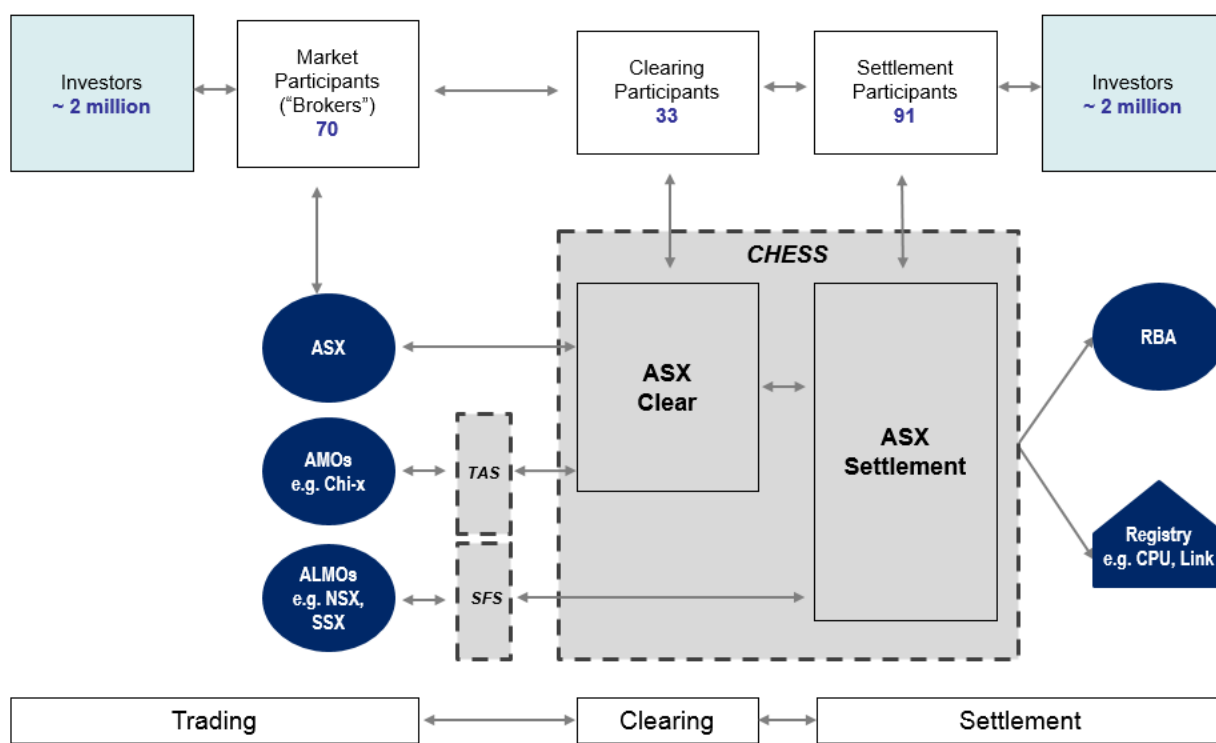 Investors
~ 2 million
Market
Participants
(“Brokers”)
70
Clearing
Participants
33
Settlement
Participants
91
Investors
~ 2 million
CHESS
ASX
ASX
Clear
ASX
Settlement
RBA
AMOs
e.g. Chi-x
TAS
ALMOs
e.g. NSX,
SSX
SFS
Registry
e.g. CPU, Link
Trading
Clearing
Settlement